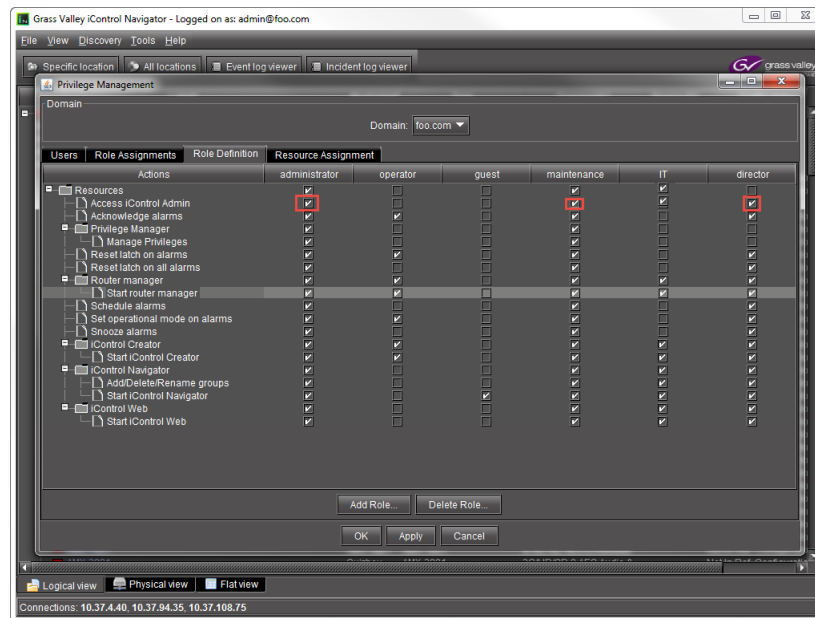 Grass Valley iControl Navigator - Logged on as: admin@foo.com
File View Discovery Tools Help
Specific location All locations Event log viewer Incident log viewer grass valley
Privilege Management
Domain
Domain: foo.com
Users Role Assignments Role Definition Resource Assignment
Actions administrator operator guest maintenance IT director
Resources
Access iControl Admin
Acknowledge alarms
Privilege Manager
Manage Privileges
Reset latch on alarms
Reset latch on all alarms
Router manager
Start router manager
Schedule alarms
Set operational mode on alarms
Snooze alarms
iControl Creator
Start iControl Creator
iControl Navigator
Add/Delete/Rename groups
Start iControl Navigator
iControl Web
Start iControl Web
Add Role... Delete Role...
OK Apply Cancel
Logical view Physical view Flat view
Connections: 10.37.4.40, 10.37.94.35, 10.37.108.75